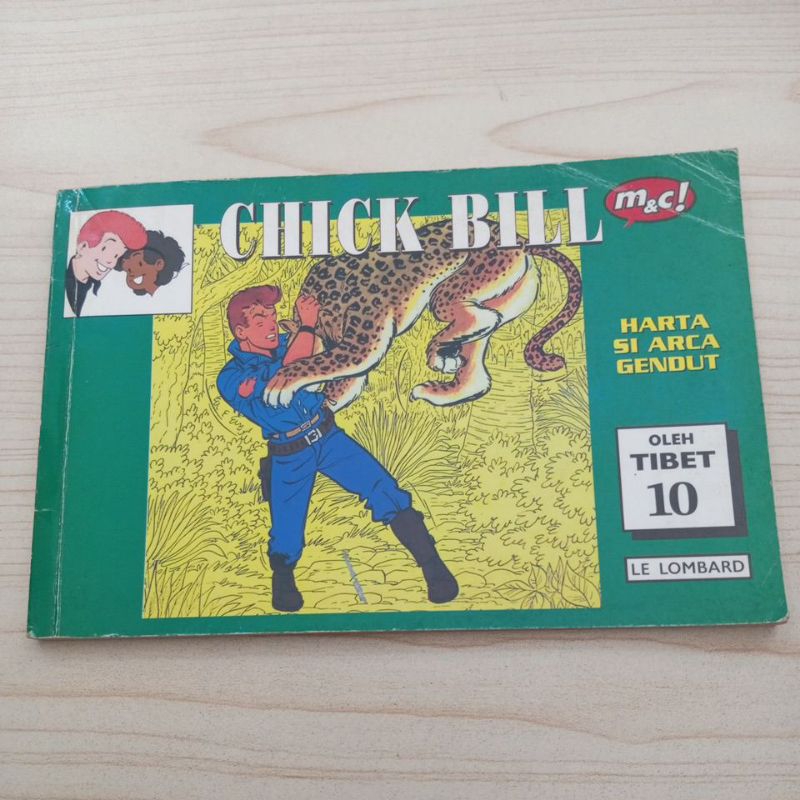 CHICK BILL
m&c!
HARTA
SI ARCA
GENDUT
OLEH
TIBET
10
LE LOMBARD